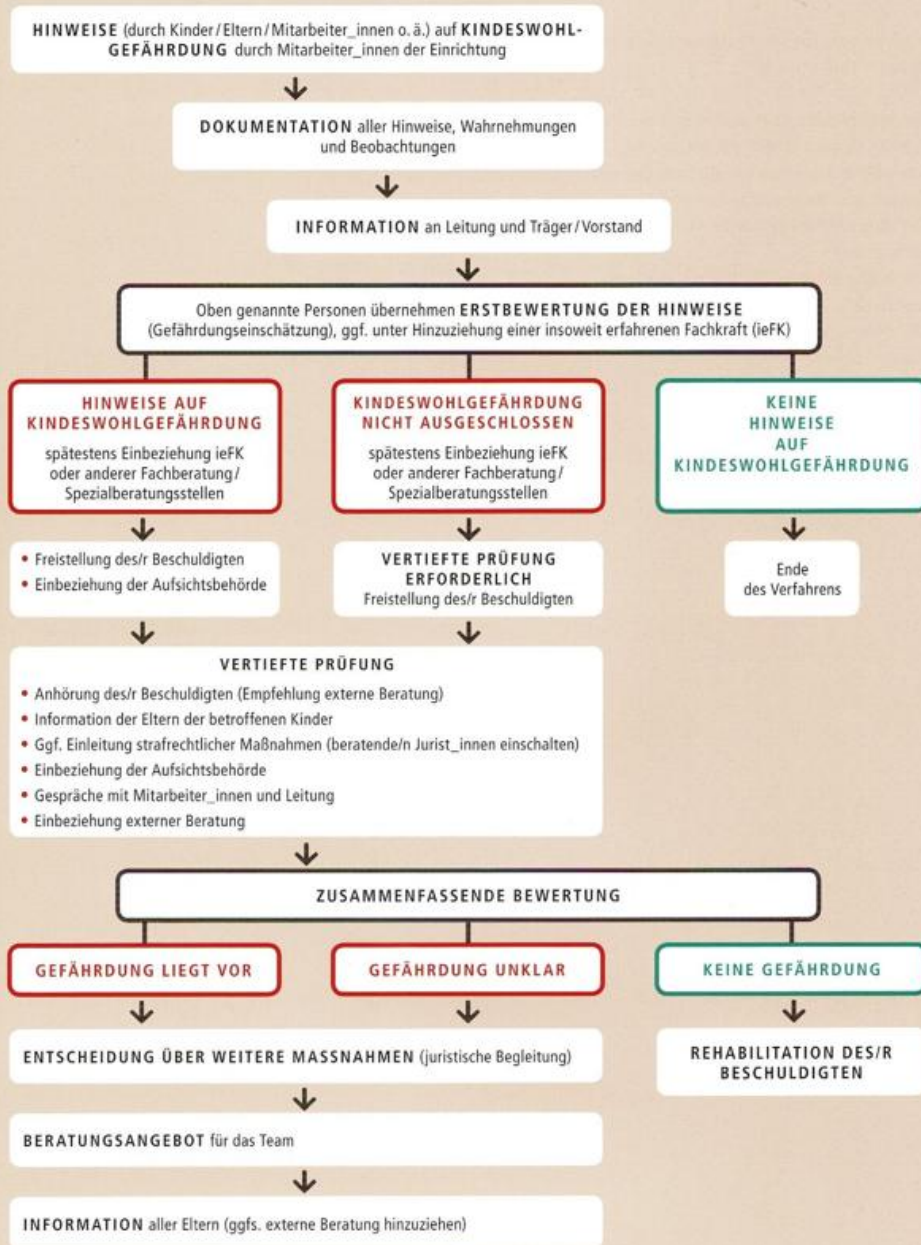 HINWEISE (durch Kinder/Eltern/Mitarbeiter_innen o. ä.) auf KINDESWOHL-
GEFÄHRDUNG durch Mitarbeiter_innen der Einrichtung
DOKUMENTATION aller Hinweise, Wahrnehmungen
und Beobachtungen
INFORMATION an Leitung und Träger/Vorstand
Oben genannte Personen übernehmen ERSTBEWERTUNG DER HINWEISE
(Gefährdungseinschätzung), ggf. unter Hinzuziehung einer insoweit erfahrenen Fachkraft (ieFK)
HINWEISE AUF
KINDESWOHLGEFÄHRDUNG
spätestens Einbeziehung ieFK
oder anderer Fachberatung/
Spezialberatungsstellen
KINDESWOHLGEFÄHRDUNG
NICHT AUSGESCHLOSSEN
spätestens Einbeziehung ieFK
oder anderer Fachberatung/
Spezialberatungsstellen
KEINE
HINWEISE
AUF
KINDESWOHLGEFÄHRDUNG
• Freistellung des/r Beschuldigten
• Einbeziehung der Aufsichtsbehörde
VERTIEFTE PRÜFUNG
ERFORDERLICH
Freistellung des/r Beschuldigten
Ende
des Verfahrens
VERTIEFTE PRÜFUNG
• Anhörung des/r Beschuldigten (Empfehlung externe Beratung)
• Information der Eltern der betroffenen Kinder
• Ggf. Einleitung strafrechtlicher Maßnahmen (beratende/n Jurist_innen einschalten)
• Einbeziehung der Aufsichtsbehörde
• Gespräche mit Mitarbeiter_innen und Leitung
• Einbeziehung externer Beratung
ZUSAMMENFASSENDE BEWERTUNG
GEFÄHRDUNG LIEGT VOR
GEFÄHRDUNG UNKLAR
KEINE GEFÄHRDUNG
ENTSCHEIDUNG ÜBER WEITERE MASSNAHMEN (juristische Begleitung)
REHABILITATION DES/R
BESCHULDIGTEN
BERATUNGSANGEBOT für das Team
INFORMATION aller Eltern (ggfs. externe Beratung hinzuziehen)